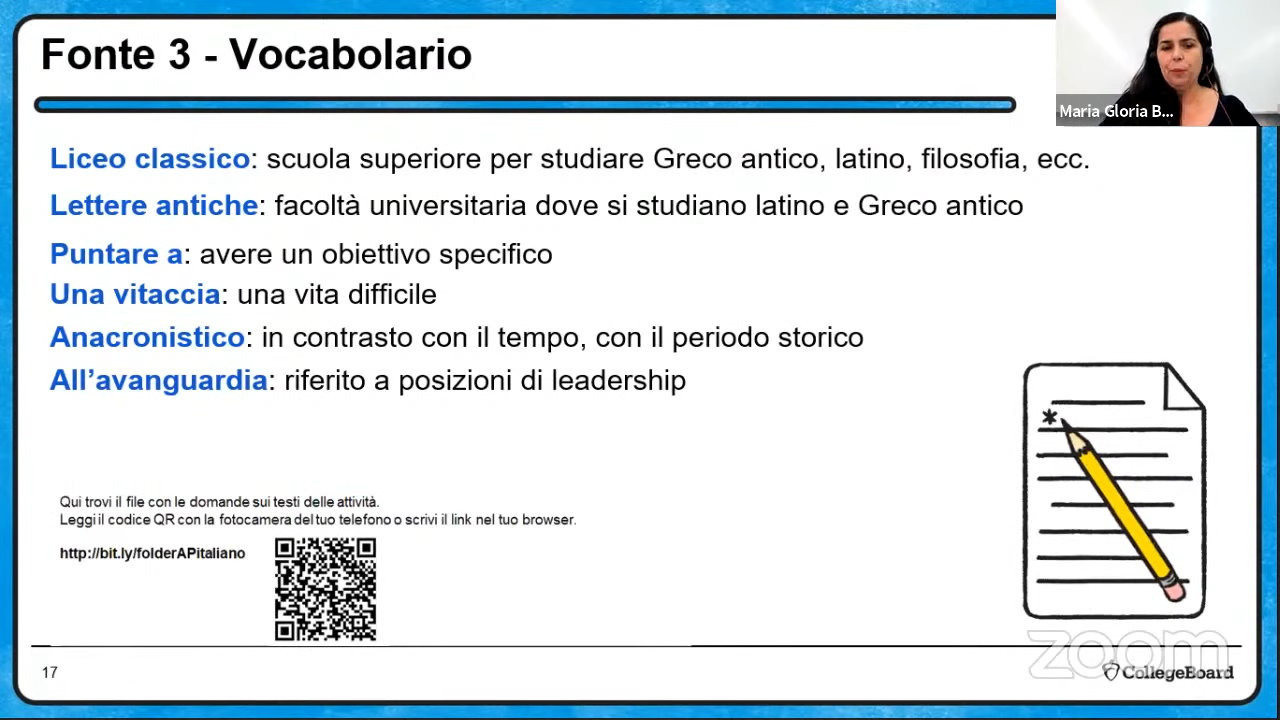 Fonte 3 - Vocabolario
Maria Gloria B...
Liceo classico: scuola superiore per studiare Greco antico, latino, filosofia, ecc.
Lettere antiche: facoltà universitaria dove si studiano latino e Greco antico
Puntare a: avere un obiettivo specifico
Una vitaccia: una vita difficile
Anacronistico: in contrasto con il tempo, con il periodo storico
All’avanguardia: riferito a posizioni di leadership
Qui trovi il file con le domande sui testi delle attività.
Leggi il codice QR con la fotocamera del tuo telefono o scrivi il link nel tuo browser.
http://bit.ly/folderAPitaliano
zoom
17
CollegeBoard